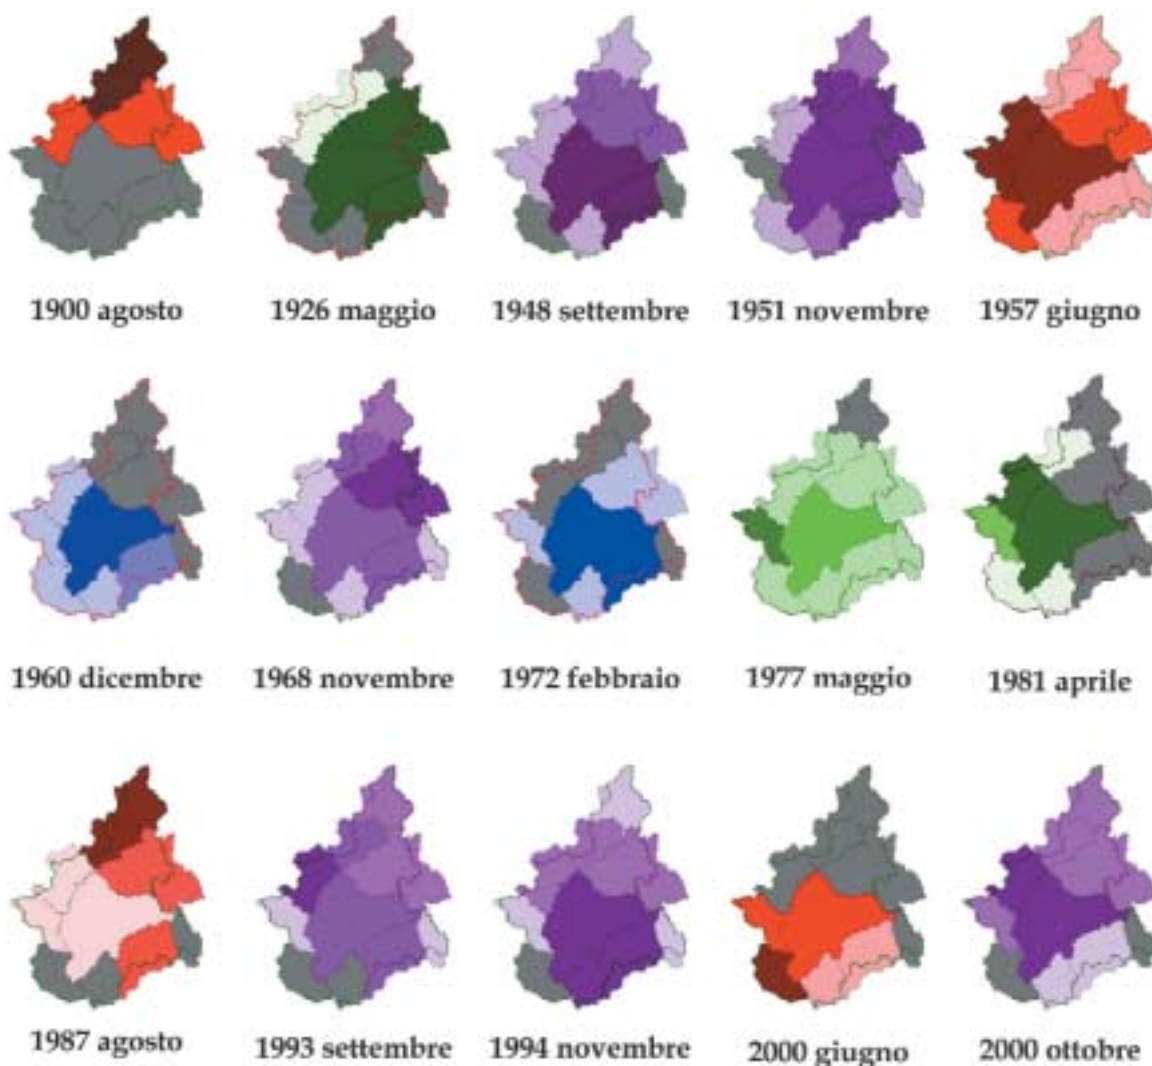 1900 agosto
1926 maggio
1948 settembre
1951 novembre
1957 giugno
1960 dicembre
1968 novembre
1972 febbraio
1977 maggio
1981 aprile
1987 agosto
1993 settembre
1994 novembre
2000 giugno
2000 ottobre